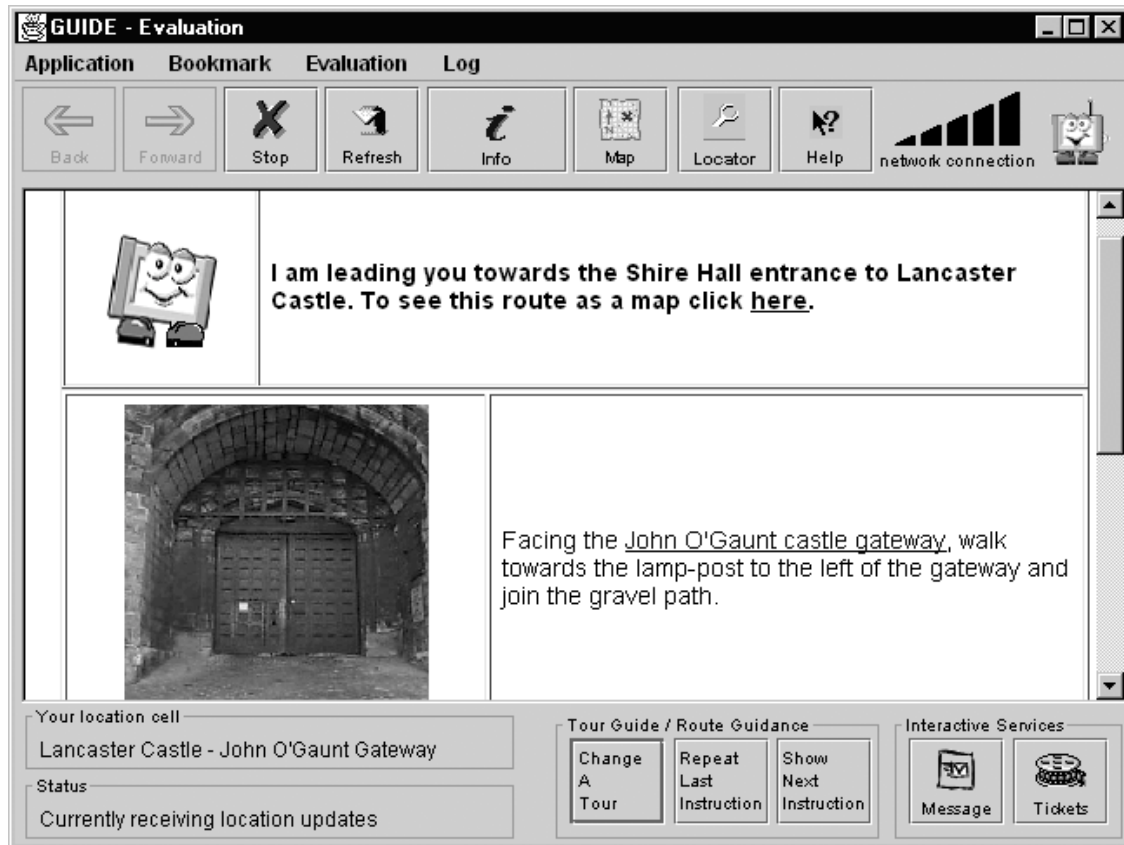 GUIDE - Evaluation
Application Bookmark Evaluation Log
Back Forward Stop Refresh Info Map Locator Help network connection
I am leading you towards the Shire Hall entrance to Lancaster
Castle. To see this route as a map click here.
Facing the John O'Gaunt castle gateway, walk
towards the lamp-post to the left of the gateway and
join the gravel path.
Your location cell
Lancaster Castle - John O'Gaunt Gateway
Status
Currently receiving location updates
Tour Guide / Route Guidance
Change
A
Tour
Repeat
Last
Instruction
Show
Next
Instruction
Interactive Services
Message Tickets